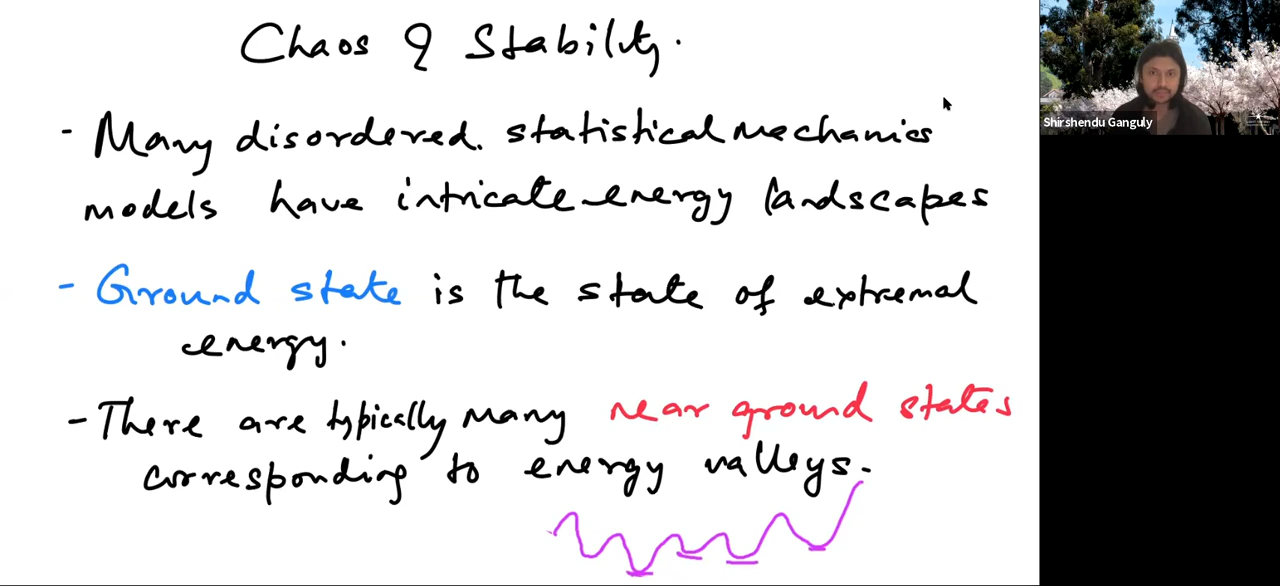 Chaos & Stability.
- Many disordered. statistical mechanics
models have intricate energy landscapes
- Ground state is the state of extremal
energy.
- There are typically many near ground states
corresponding to energy valleys.
Shirshendu Ganguly